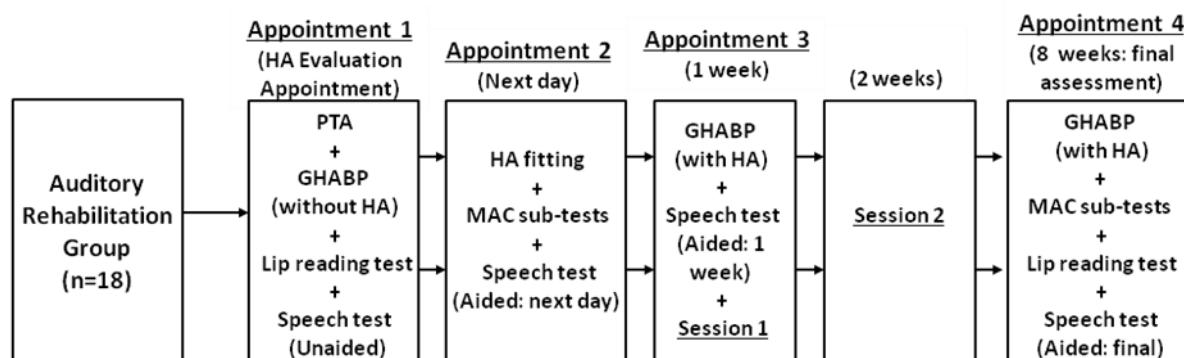 Auditory
Rehabilitation
Group
(n=18)
Appointment 1
(HA Evaluation
Appointment)
PTA
+
GHABP
(without HA)
+
Lip reading test
+
Speech test
(Unaided)
Appointment 2
(Next day)
HA fitting
+
MAC sub-tests
+
Speech test
(Aided: next day)
Appointment 3
(1 week)
GHABP
(with HA)
+
Speech test
(Aided: 1
week)
+
Session 1
(2 weeks)
Session 2
Appointment 4
(8 weeks: final
assessment)
GHABP
(with HA)
+
MAC sub-tests
+
Lip reading test
+
Speech test
(Aided: final)